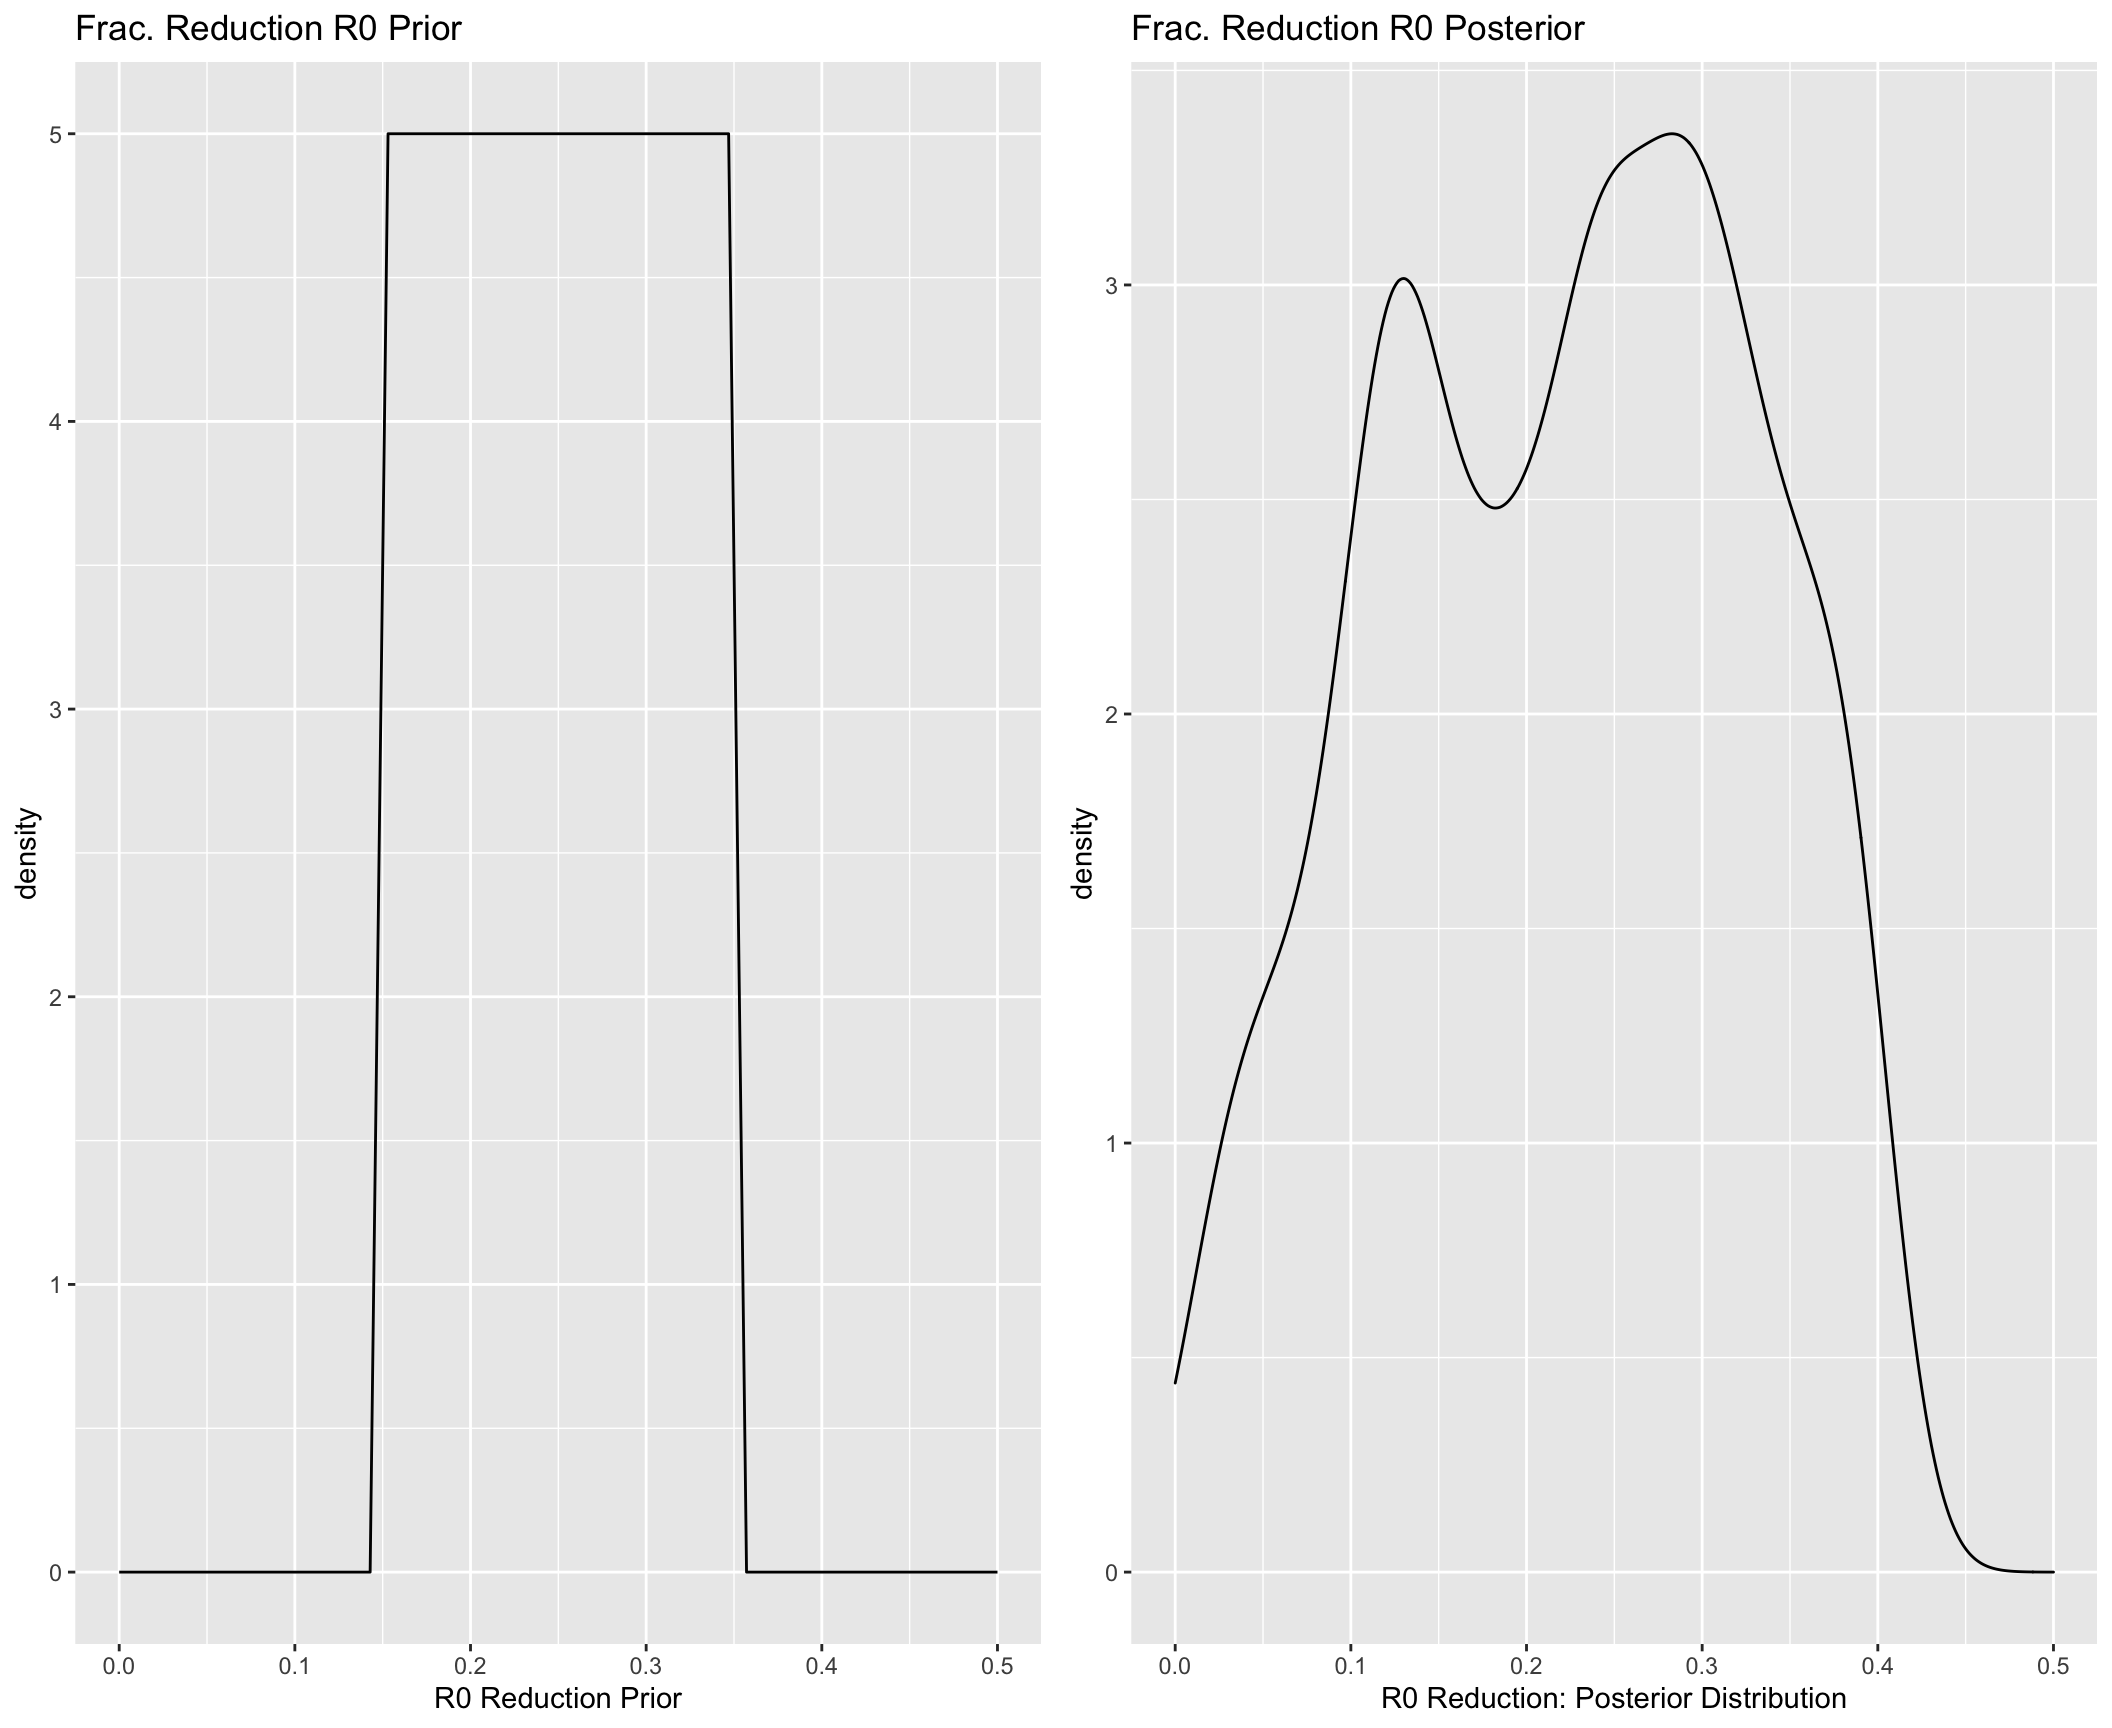 Frac. Reduction R0 Prior
5
4
3
2
1
0
density
0.0 0.1 0.2 0.3 0.4 0.5
R0 Reduction Prior
Frac. Reduction R0 Posterior
3
2
1
0
density
0.0 0.1 0.2 0.3 0.4 0.5
R0 Reduction: Posterior Distribution